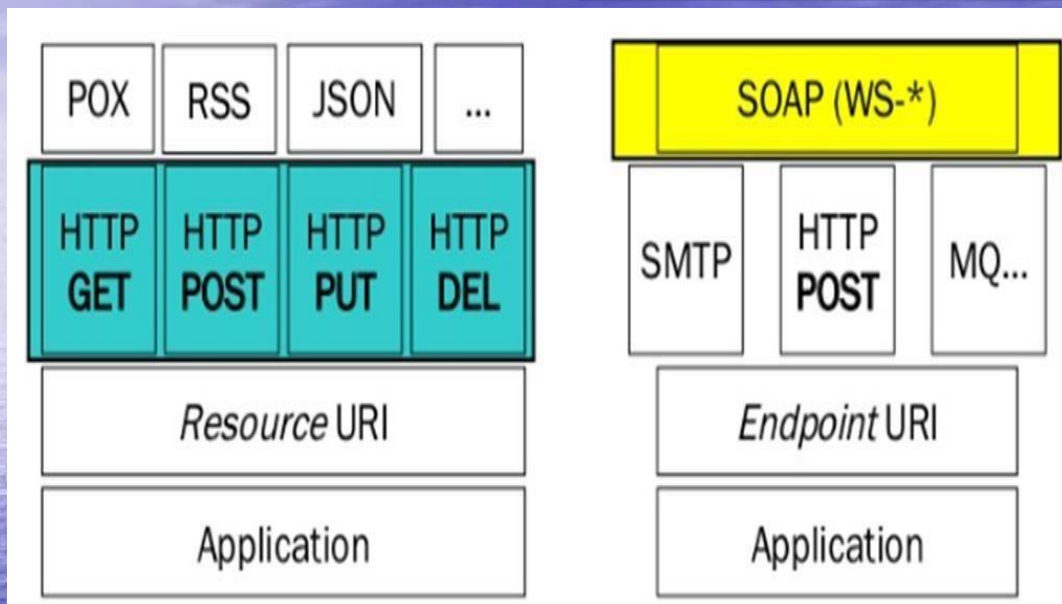 POX
RSS
JSON
...
HTTP
GET
HTTP
POST
HTTP
PUT
HTTP
DEL
Resource URI
Application
SOAP (WS-*)
SMTP
HTTP
POST
MQ...
Endpoint URI
Application